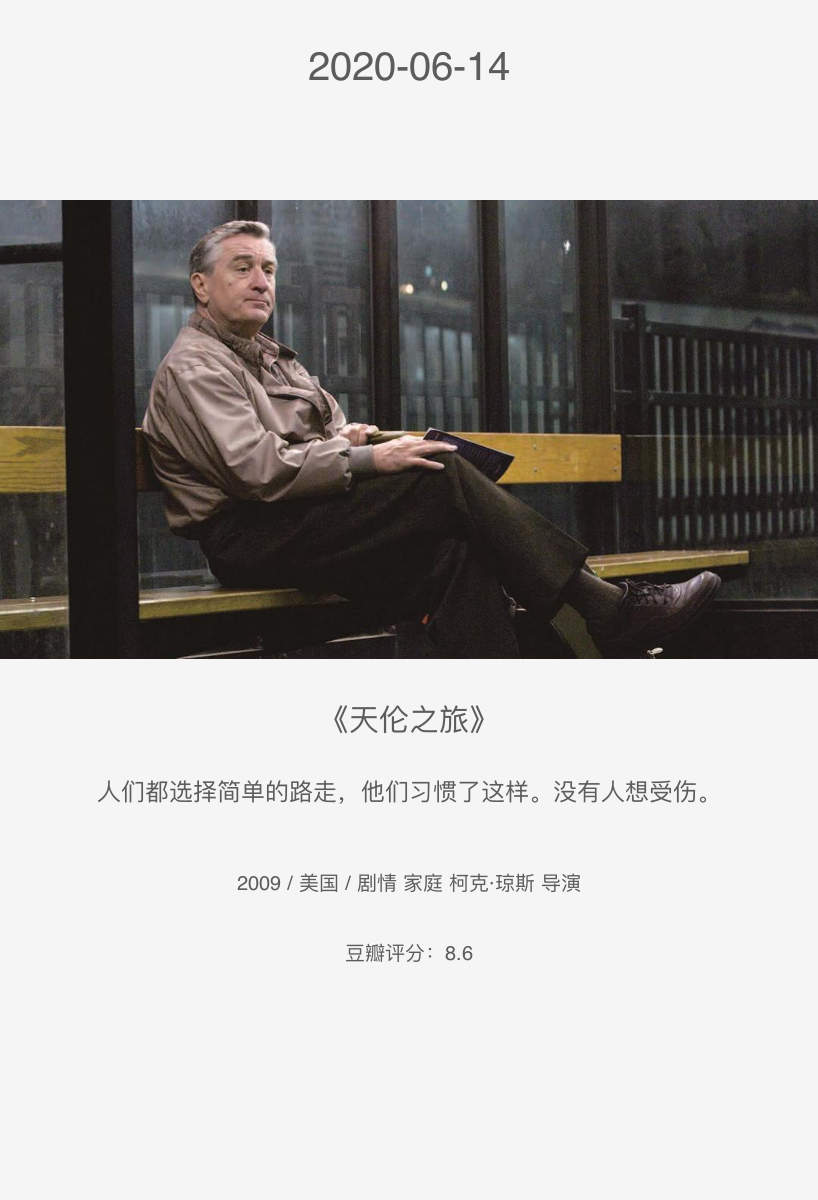 2020-06-14
《天伦之旅》
人们都选择简单的路走，他们习惯了这样。没有人想受伤。
2009 / 美国 / 剧情 家庭 柯克·琼斯 导演
豆瓣评分：8.6